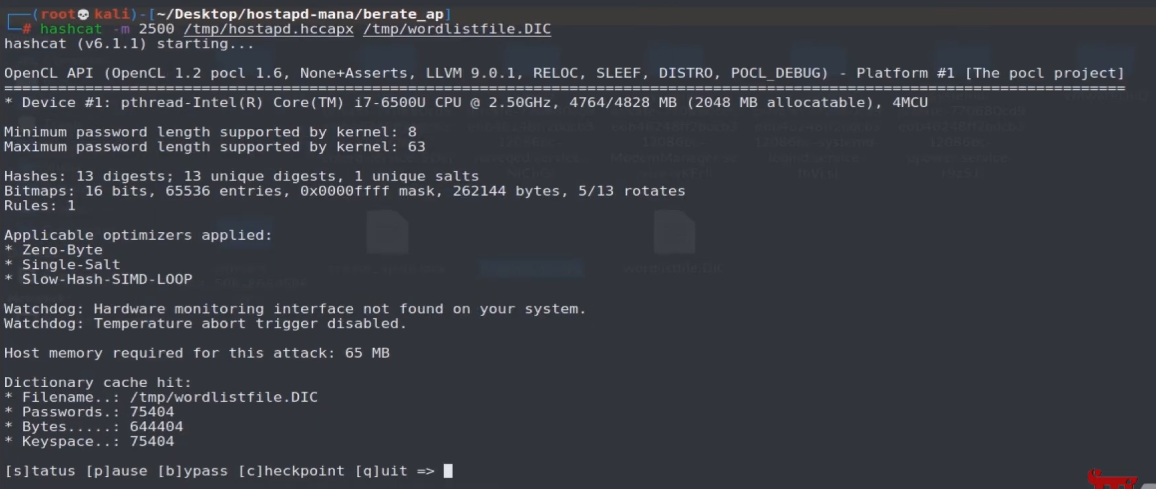 (root💀kali)-[~/Desktop/hostapd-mana/berate_ap]
# hashcat -m 2500 /tmp/hostapd.hccapx /tmp/wordlistfile.DIC
hashcat (v6.1.1) starting...
OpenCL API (OpenCL 1.2 pocl 1.6, None+Asserts, LLVM 9.0.1, RELOC, SLEEF, DISTRO, POCL_DEBUG) - Platform #1 [The pocl project]
=============================================================================================================================
* Device #1: pthread-Intel(R) Core(TM) i7-6500U CPU @ 2.50GHz, 4764/4828 MB (2048 MB allocatable), 4MCU
Minimum password length supported by kernel: 8
Maximum password length supported by kernel: 63
Hashes: 13 digests; 13 unique digests, 1 unique salts
Bitmaps: 16 bits, 65536 entries, 0x0000ffff mask, 262144 bytes, 5/13 rotates
Rules: 1
Applicable optimizers applied:
* Zero-Byte
* Single-Salt
* Slow-Hash-SIMD-LOOP
Watchdog: Hardware monitoring interface not found on your system.
Watchdog: Temperature abort trigger disabled.
Host memory required for this attack: 65 MB
Dictionary cache hit:
* Filename..: /tmp/wordlistfile.DIC
* Passwords.: 75404
* Bytes.....: 644404
* Keyspace..: 75404
[s]tatus [p]ause [b]ypass [c]heckpoint [q]uit =>